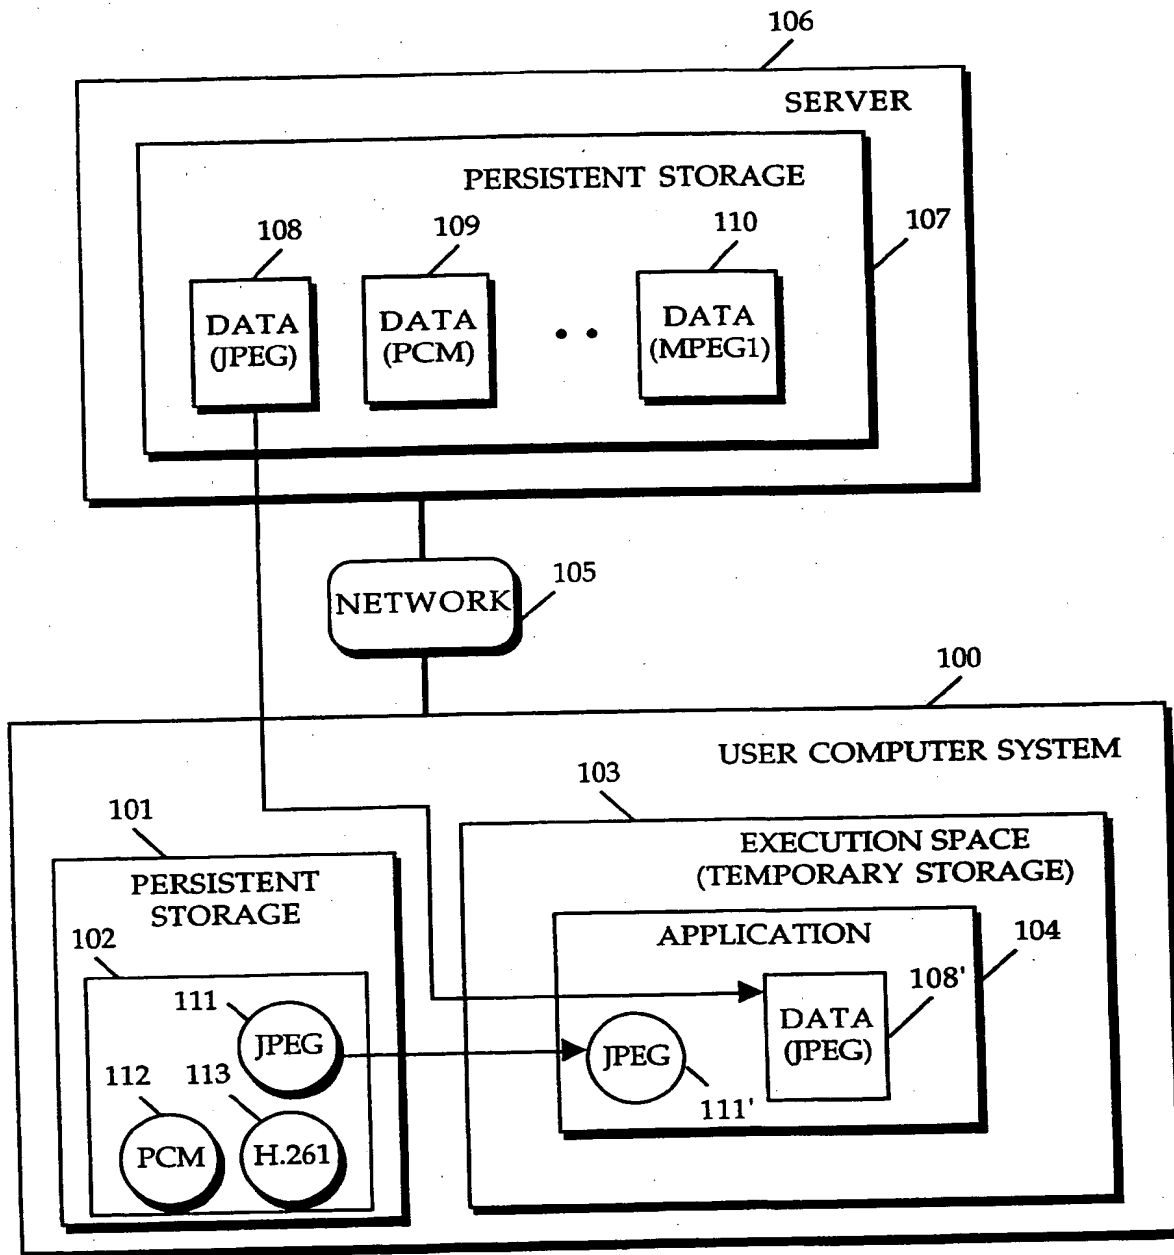 106
SERVER
PERSISTENT STORAGE
107
108
109
110
DATA
(JPEG)
DATA
(PCM)
DATA
(MPEG1)
NETWORK
105
100
USER COMPUTER SYSTEM
103
101
EXECUTION SPACE
(TEMPORARY STORAGE)
PERSISTENT
STORAGE
102
APPLICATION
104
111
JPEG
JPEG
111'
DATA
(JPEG)
108'
112
113
PCM
H.261